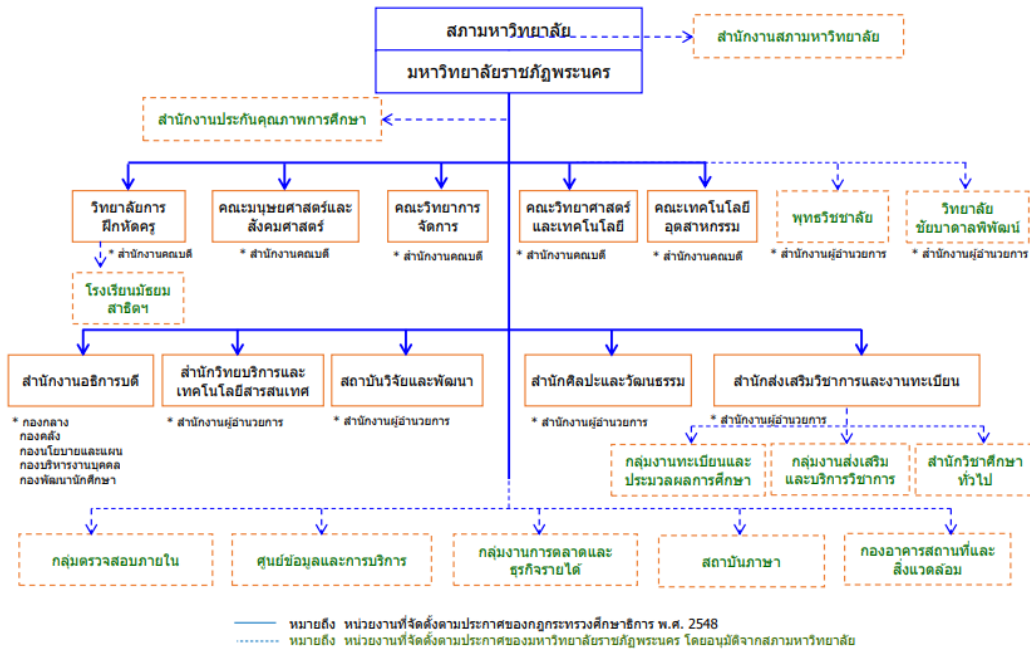 สภามหาวิทยาลัย
สำนักงานสภามหาวิทยาลัย
มหาวิทยาลัยราชภัฏพระนคร
สำนักงานประกันคุณภาพการศึกษา
วิทยาลัยการ
ฝึกหัดครู
* สำนักงานคณบดี
คณะมนุษยศาสตร์และ
สังคมศาสตร์
* สำนักงานคณบดี
คณะวิทยาการ
จัดการ
* สำนักงานคณบดี
คณะวิทยาศาสตร์
และเทคโนโลยี
* สำนักงานคณบดี
คณะเทคโนโลยี
อุตสาหกรรม
* สำนักงานคณบดี
พุทธวิชชาลัย
* สำนักงานผู้อำนวยการ
วิทยาลัย
ชัยบาดาลพิพัฒน์
* สำนักงานผู้อำนวยการ
โรงเรียนมัธยม
สาธิตฯ
สำนักงานอธิการบดี
* กองกลาง
กองคลัง
กองนโยบายและแผน
กองบริหารงานบุคคล
กองพัฒนานักศึกษา
สำนักวิทยบริการและ
เทคโนโลยีสารสนเทศ
* สำนักงานผู้อำนวยการ
สถาบันวิจัยและพัฒนา
* สำนักงานผู้อำนวยการ
สำนักศิลปะและวัฒนธรรม
* สำนักงานผู้อำนวยการ
สำนักส่งเสริมวิชาการและงานทะเบียน
* สำนักงานผู้อำนวยการ
กลุ่มงานทะเบียนและ
ประมวลผลการศึกษา
กลุ่มงานส่งเสริม
และบริการวิชาการ
สำนักวิชาศึกษา
ทั่วไป
กลุ่มตรวจสอบภายใน
ศูนย์ข้อมูลและการบริการ
กลุ่มงานการตลาดและ
ธุรกิจรายได้
สถาบันภาษา
กองอาคารสถานที่และ
สิ่งแวดล้อม
หมายถึง หน่วยงานที่จัดตั้งตามประกาศของกฎกระทรวงศึกษาธิการ พ.ศ. 2548
หมายถึง หน่วยงานที่จัดตั้งตามประกาศของมหาวิทยาลัยราชภัฏพระนคร โดยอนุมัติจากสภามหาวิทยาลัย